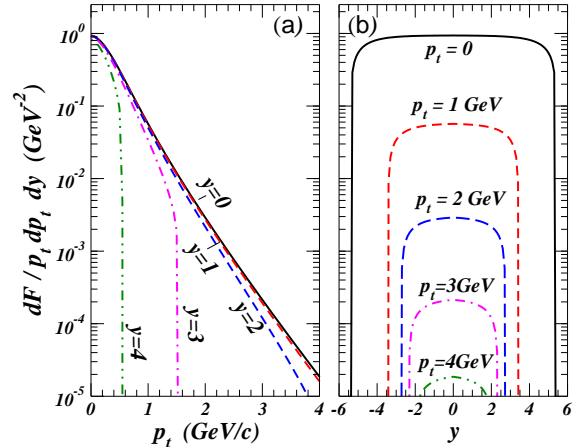 (a)
(b)
dF / p_t dp_t dy (GeV^-2)
10^0
10^-1
10^-2
10^-3
10^-4
10^-5
y=0
y=1
y=2
y=3
y=4
0 1 2 3 4
p_t (GeV/c)
p_t = 0
p_t = 1 GeV
p_t = 2 GeV
p_t=3GeV
p_t=4GeV
-6 -4 -2 0 2 4 6
y